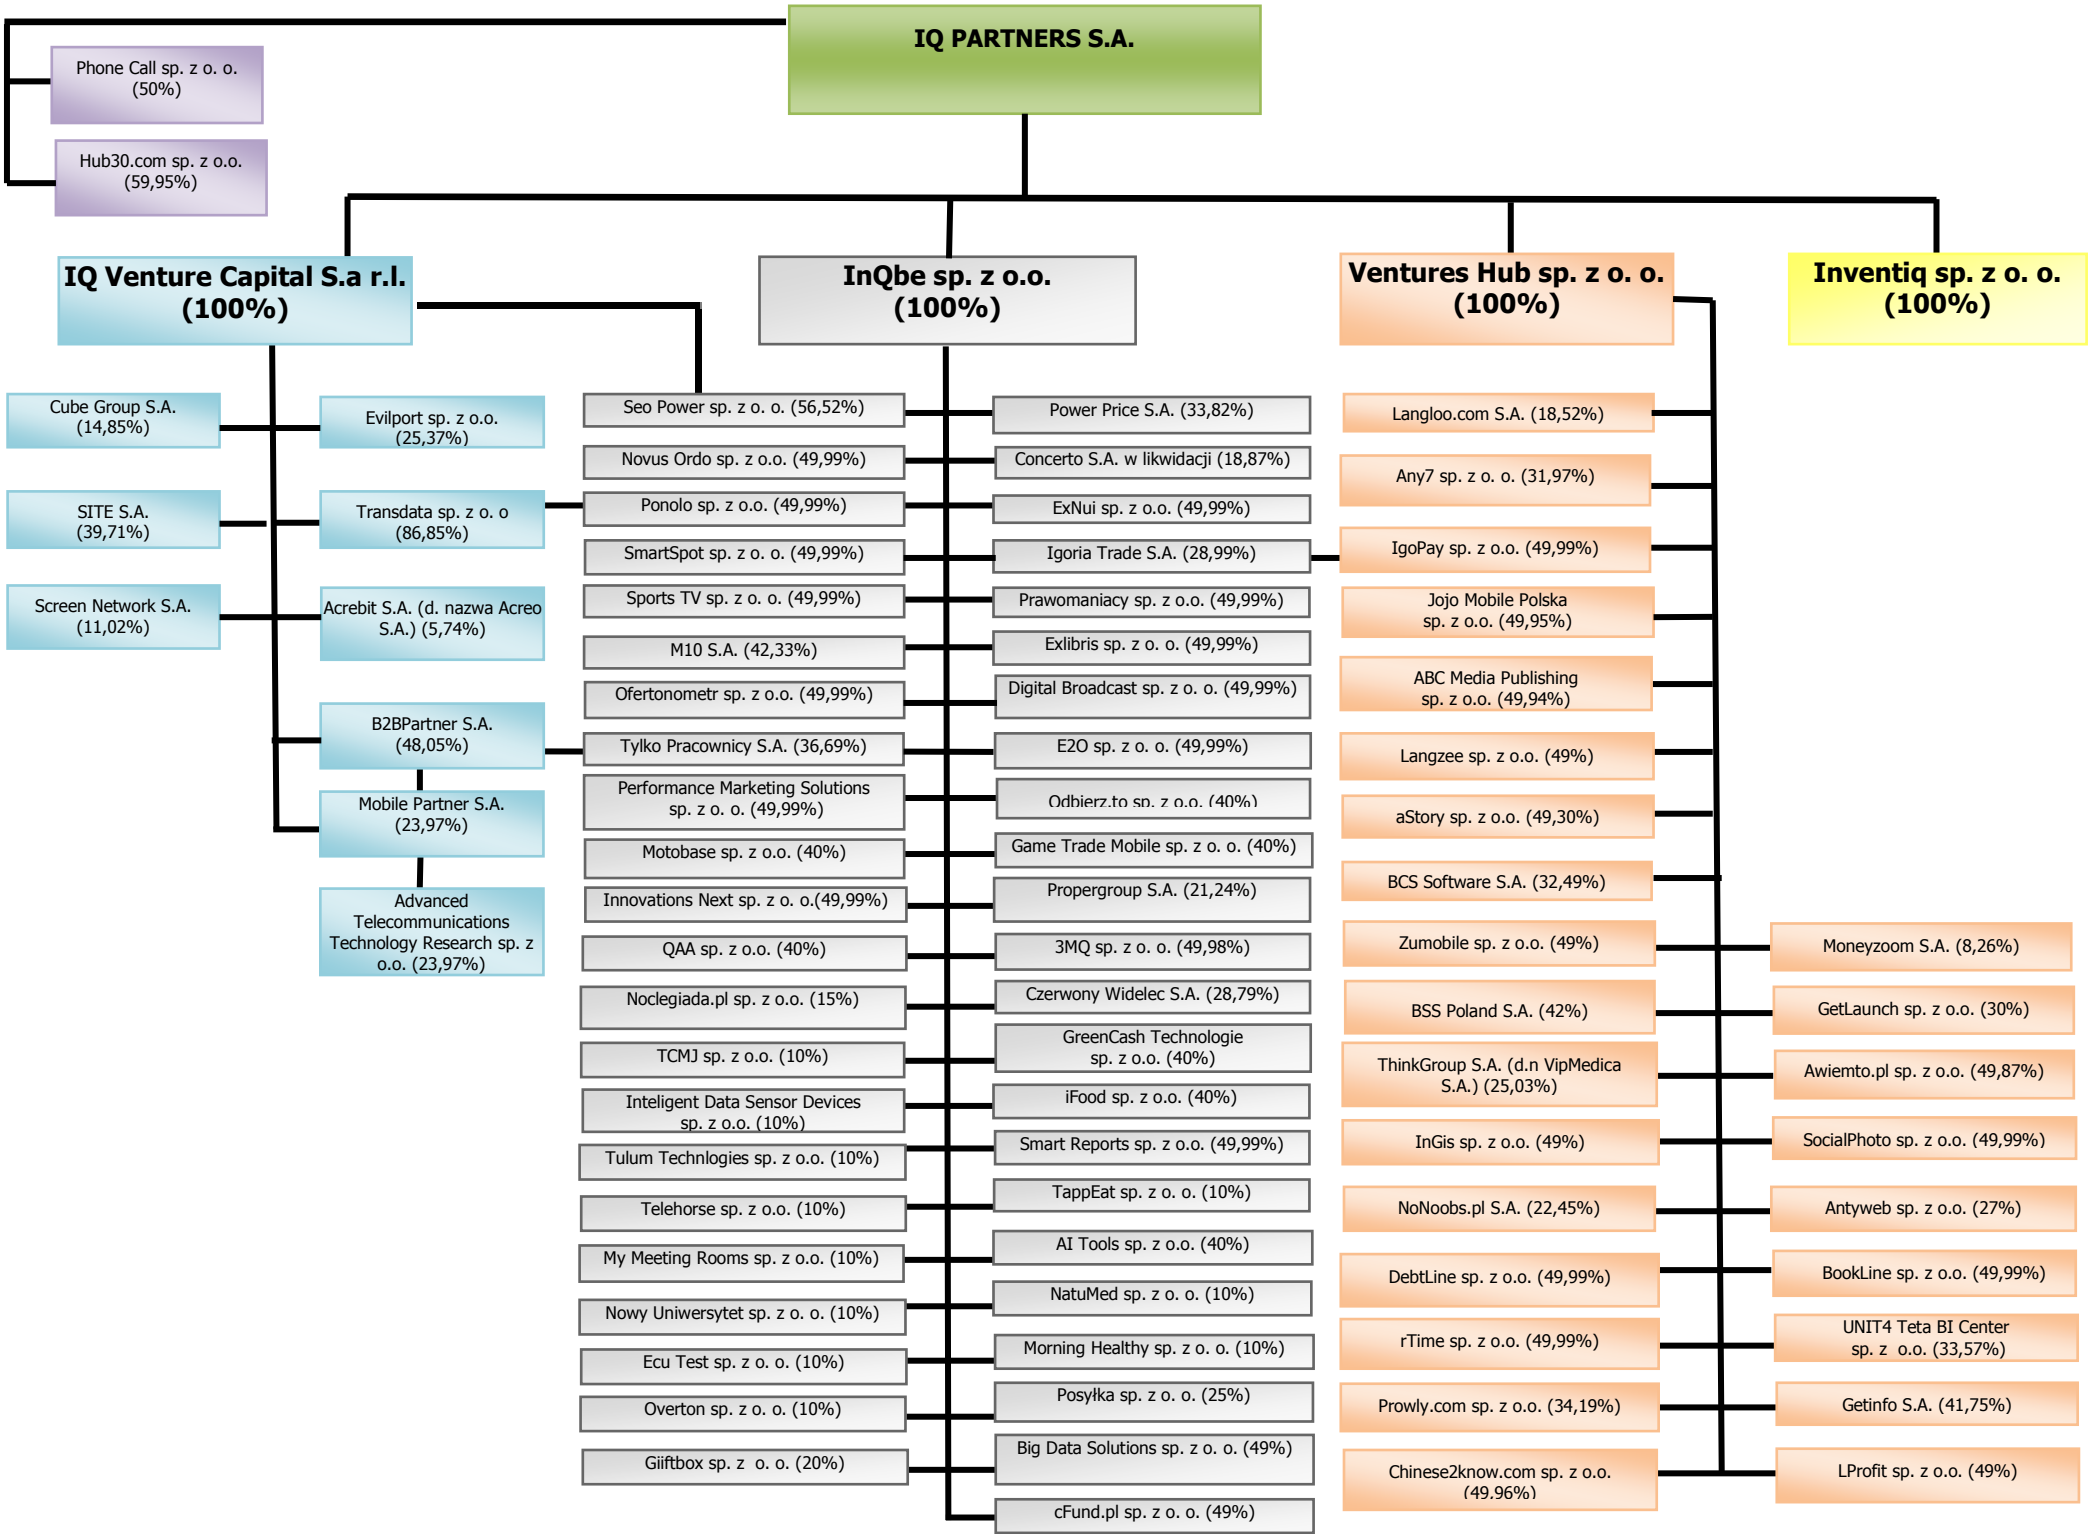 IQ PARTNERS S.A.
Phone Call sp. z o. o.
(50%)
Hub30.com sp. z o.o.
(59,95%)
IQ Venture Capital S.a r.l.
(100%)
InQbe sp. z o.o.
(100%)
Ventures Hub sp. z o. o.
(100%)
Inventiq sp. z o. o.
(100%)
Cube Group S.A.
(14,85%)
Evilport sp. z o.o.
(25,37%)
SITE S.A.
(39,71%)
Transdata sp. z o. o
(86,85%)
Screen Network S.A.
(11,02%)
Acrebit S.A. (d. nazwa Acreo
S.A.) (5,74%)
B2BPartner S.A.
(48,05%)
Mobile Partner S.A.
(23,97%)
Advanced
Telecommunications
Technology Research sp. z
o.o. (23,97%)
Seo Power sp. z o. o. (56,52%)
Novus Ordo sp. z o.o. (49,99%)
Ponolo sp. z o.o. (49,99%)
SmartSpot sp. z o. o. (49,99%)
Sports TV sp. z o. o. (49,99%)
M10 S.A. (42,33%)
Ofertonometr sp. z o.o. (49,99%)
Tylko Pracownicy S.A. (36,69%)
Performance Marketing Solutions
sp. z o. o. (49,99%)
Motobase sp. z o.o. (40%)
Innovations Next sp. z o. o.(49,99%)
QAA sp. z o.o. (40%)
Noclegiada.pl sp. z o.o. (15%)
TCMJ sp. z o.o. (10%)
Inteligent Data Sensor Devices
sp. z o.o. (10%)
Tulum Technlogies sp. z o.o. (10%)
Telehorse sp. z o.o. (10%)
My Meeting Rooms sp. z o.o. (10%)
Nowy Uniwersytet sp. z o. o. (10%)
Ecu Test sp. z o. o. (10%)
Overton sp. z o. o. (10%)
Giiftbox sp. z  o. o. (20%)
Power Price S.A. (33,82%)
Concerto S.A. w likwidacji (18,87%)
ExNui sp. z o.o. (49,99%)
Igoria Trade S.A. (28,99%)
Prawomaniacy sp. z o.o. (49,99%)
Exlibris sp. z o. o. (49,99%)
Digital Broadcast sp. z o. o. (49,99%)
E2O sp. z o. o. (49,99%)
Odbierz.to sp. z o.o. (40%)
Game Trade Mobile sp. z o. o. (40%)
Propergroup S.A. (21,24%)
3MQ sp. z o. o. (49,98%)
Czerwony Widelec S.A. (28,79%)
GreenCash Technologie
sp. z o.o. (40%)
iFood sp. z o.o. (40%)
Smart Reports sp. z o.o. (49,99%)
TappEat sp. z o. o. (10%)
AI Tools sp. z o.o. (40%)
NatuMed sp. z o. o. (10%)
Morning Healthy sp. z o. o. (10%)
Posyłka sp. z o. o. (25%)
Big Data Solutions sp. z o. o. (49%)
cFund.pl sp. z o. o. (49%)
Langloo.com S.A. (18,52%)
Any7 sp. z o. o. (31,97%)
IgoPay sp. z o.o. (49,99%)
Jojo Mobile Polska
sp. z o.o. (49,95%)
ABC Media Publishing
sp. z o.o. (49,94%)
Langzee sp. z o.o. (49%)
aStory sp. z o.o. (49,30%)
BCS Software S.A. (32,49%)
Zumobile sp. z o.o. (49%)
BSS Poland S.A. (42%)
ThinkGroup S.A. (d.n VipMedica
S.A.) (25,03%)
InGis sp. z o.o. (49%)
NoNoobs.pl S.A. (22,45%)
DebtLine sp. z o.o. (49,99%)
rTime sp. z o.o. (49,99%)
Prowly.com sp. z o.o. (34,19%)
Chinese2know.com sp. z o.o.
(49,96%)
Moneyzoom S.A. (8,26%)
GetLaunch sp. z o.o. (30%)
Awiemto.pl sp. z o.o. (49,87%)
SocialPhoto sp. z o.o. (49,99%)
Antyweb sp. z o.o. (27%)
BookLine sp. z o.o. (49,99%)
UNIT4 Teta BI Center
sp. z  o.o. (33,57%)
Getinfo S.A. (41,75%)
LProfit sp. z o.o. (49%)